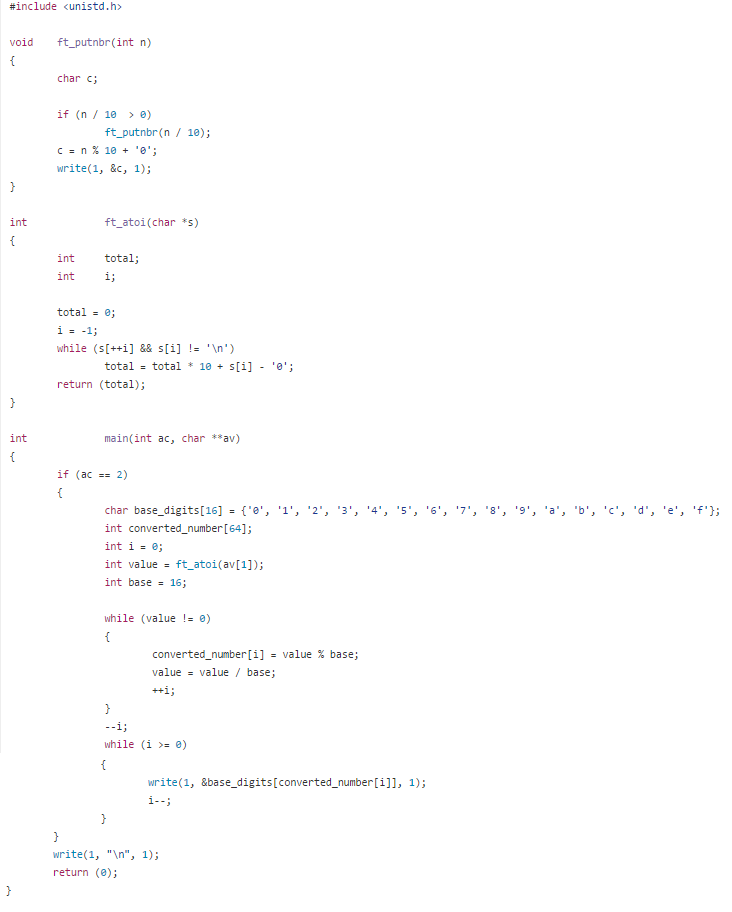 #include <unistd.h>

void    ft_putnbr(int n)
{
        char c;

        if (n / 10  > 0)
                ft_putnbr(n / 10);
        c = n % 10 + '0';
        write(1, &c, 1);
}

int             ft_atoi(char *s)
{
        int     total;
        int     i;

        total = 0;
        i = -1;
        while (s[++i] && s[i] != '\n')
                total = total * 10 + s[i] - '0';
        return (total);
}

int             main(int ac, char **av)
{
        if (ac == 2)
        {
                char base_digits[16] = {'0', '1', '2', '3', '4', '5', '6', '7', '8', '9', 'a', 'b', 'c', 'd', 'e', 'f'};
                int converted_number[64];
                int i = 0;
                int value = ft_atoi(av[1]);
                int base = 16;

                while (value != 0)
                {
                        converted_number[i] = value % base;
                        value = value / base;
                        ++i;
                }
                --i;
                while (i >= 0)
                {
                        write(1, &base_digits[converted_number[i]], 1);
                        i--;
                }
        }
        write(1, "\n", 1);
        return (0);
}